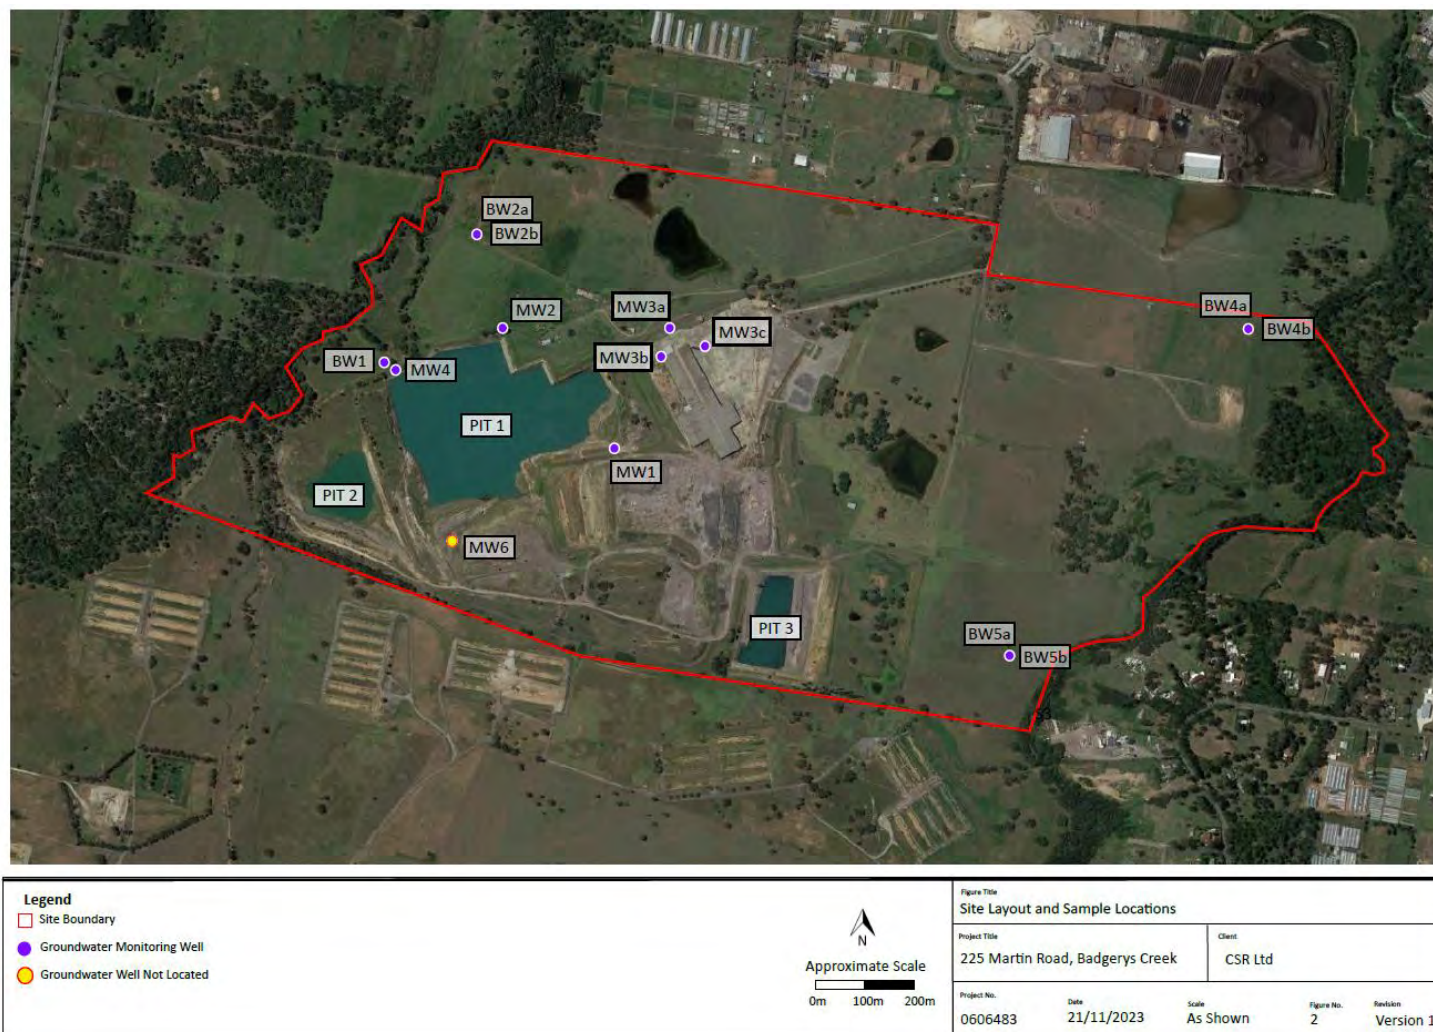 BW2a
BW2b
MW2
MW3a
MW3c
MW3b
BW4a
BW4b
BW1
MW4
PIT 1
MW1
PIT 2
MW6
PIT 3
BW5a
BW5b
Legend
Site Boundary
Groundwater Monitoring Well
Groundwater Well Not Located
N
Approximate Scale
0m 100m 200m
Figure Title
Site Layout and Sample Locations
Project Title
225 Martin Road, Badgerys Creek
Client
CSR Ltd
Project No.
0606483
Date
21/11/2023
Scale
As Shown
Figure No.
2
Revision
Version 1